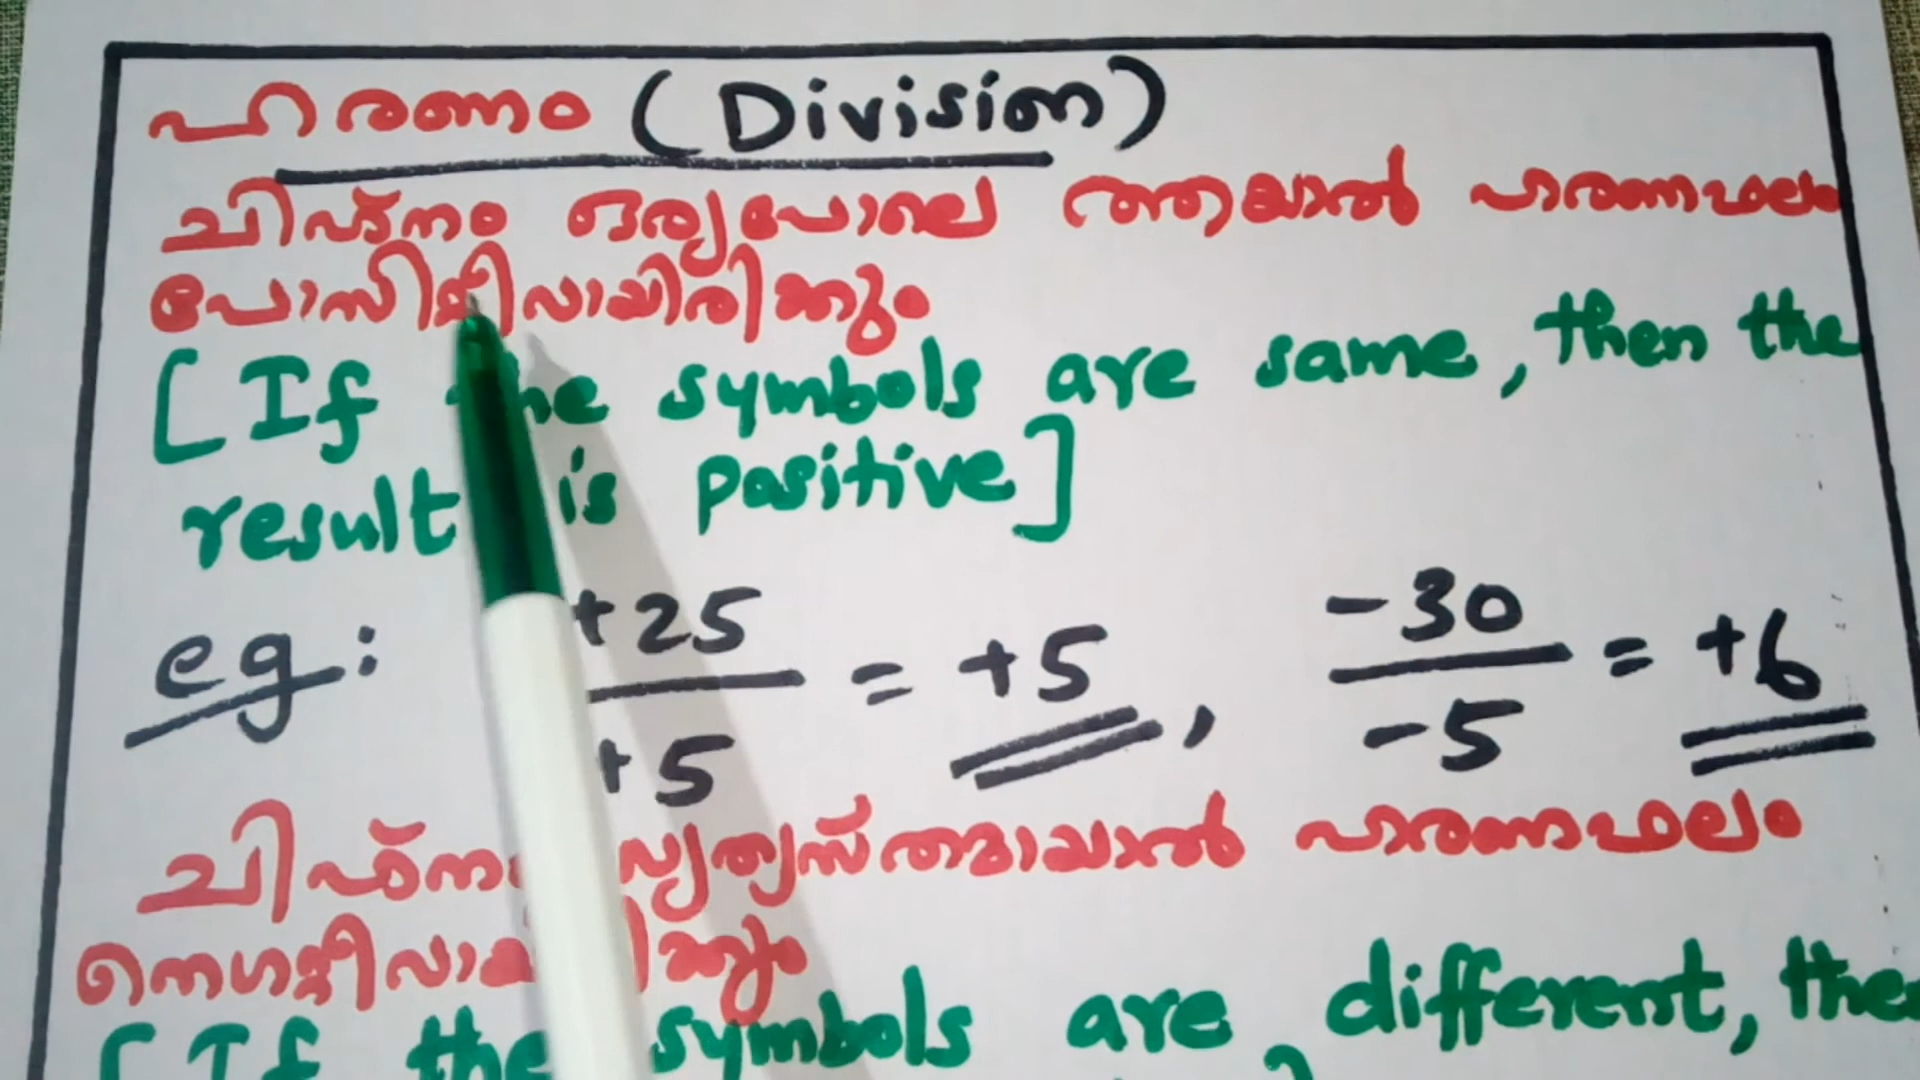 ഹരണം (Division)
ചിഹ്നം ഒരുപോലെ ആയാൽ ഹരണഫലം
പോസിറ്റീവായിരിക്കും
[If the symbols are same, then the
result is positive]
eg: +25/+5 = +5, -30/-5 = +6
ചിഹ്നം വ്യത്യസ്തമായാൽ ഹരണഫലം
നെഗറ്റീവായിരിക്കും
[If the symbols are different, then